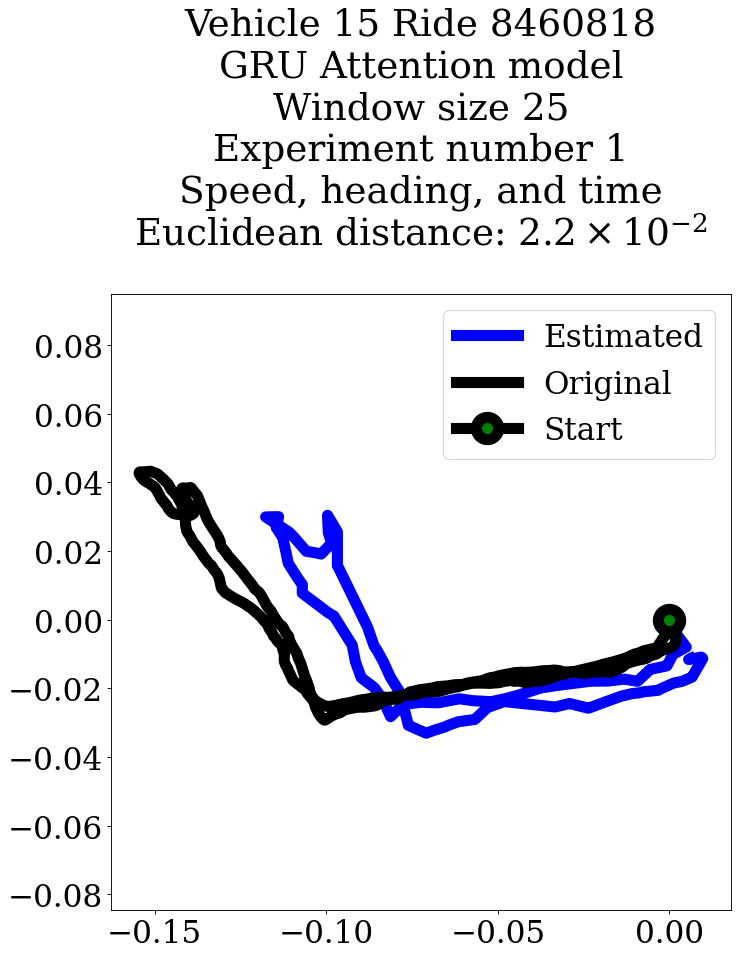 Vehicle 15 Ride 8460818
GRU Attention model
Window size 25
Experiment number 1
Speed, heading, and time
Euclidean distance: 2.2 × 10⁻²
Estimated
Original
Start
0.08
0.06
0.04
0.02
0.00
−0.02
−0.04
−0.06
−0.08
−0.15
−0.10
−0.05
0.00